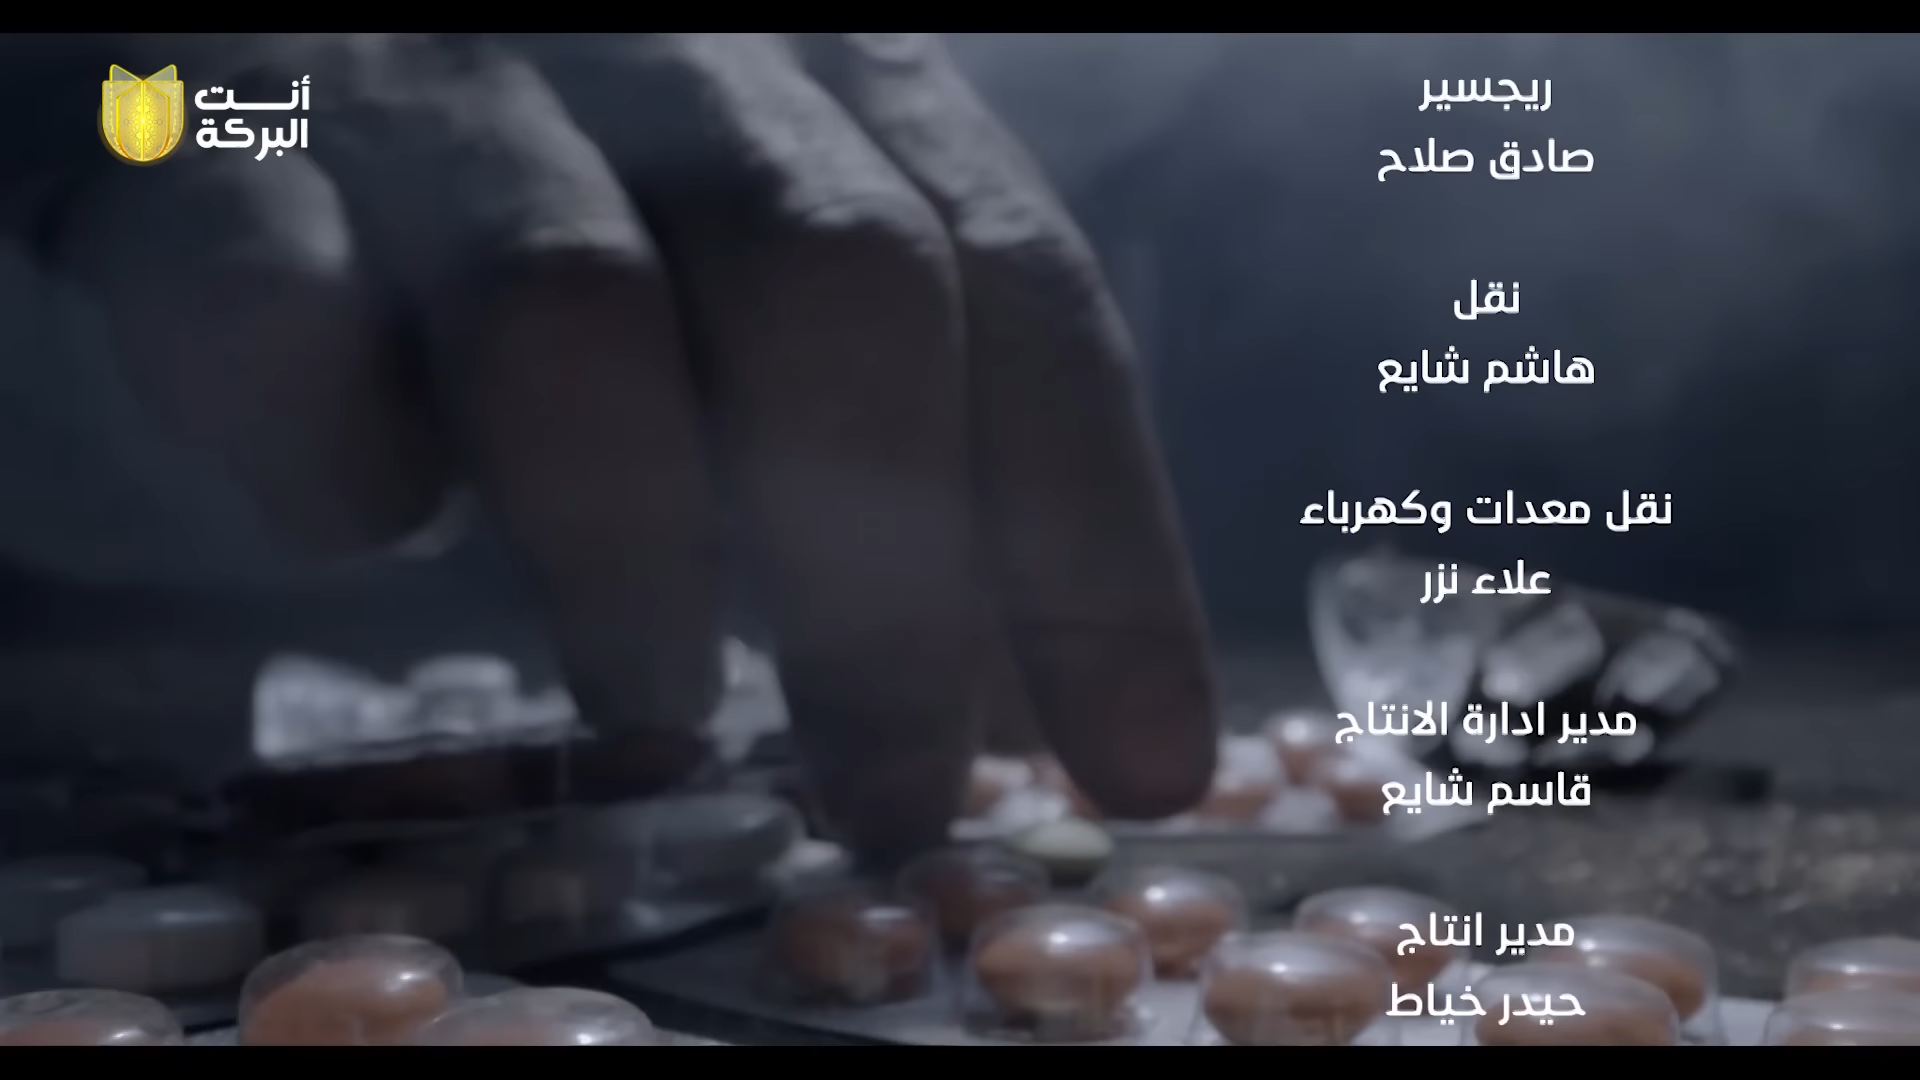 أنت
البركة
ريجسير
صادق صلاح
نقل
هاشم شايع
نقل معدات وكهرباء
علاء نزر
مدير ادارة الانتاج
قاسم شايع
مدير انتاج
حيدر خياط